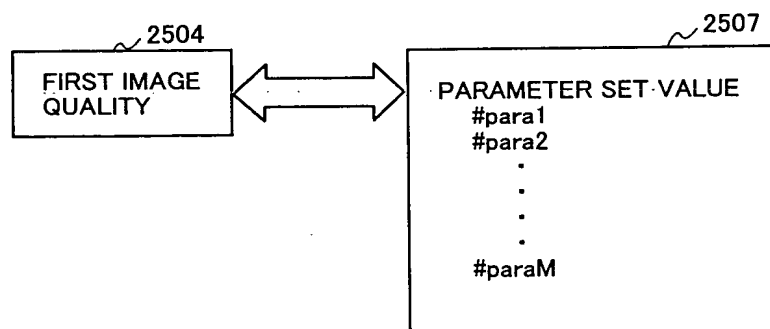 2504
2507
FIRST IMAGE
QUALITY
PARAMETER SET VALUE
#para1
#para2
#paraM